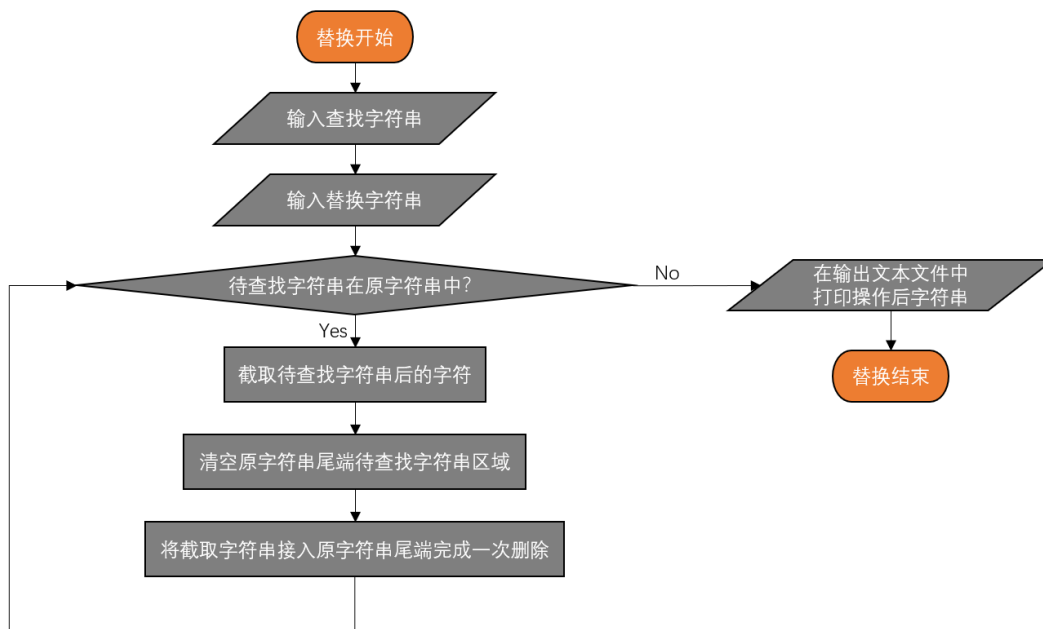 替换开始
输入查找字符串
输入替换字符串
待查找字符串在原字符串中?
No
在输出文本文件中
打印操作后字符串
Yes
截取待查找字符串后的字符
替换结束
清空原字符串尾端待查找字符串区域
将截取字符串接入原字符串尾端完成一次删除